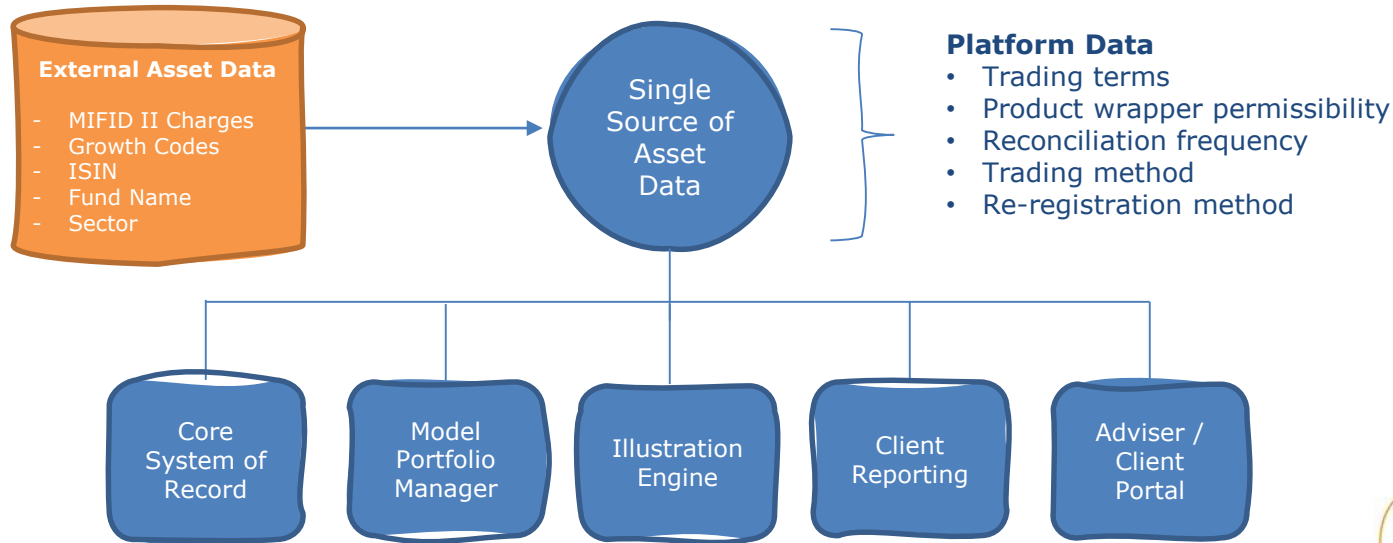 External Asset Data
- MIFID II Charges
- Growth Codes
- ISIN
- Fund Name
- Sector
Single
Source of
Asset
Data
Platform Data
• Trading terms
• Product wrapper permissibility
• Reconciliation frequency
• Trading method
• Re-registration method
Core
System of
Record
Model
Portfolio
Manager
Illustration
Engine
Client
Reporting
Adviser /
Client
Portal